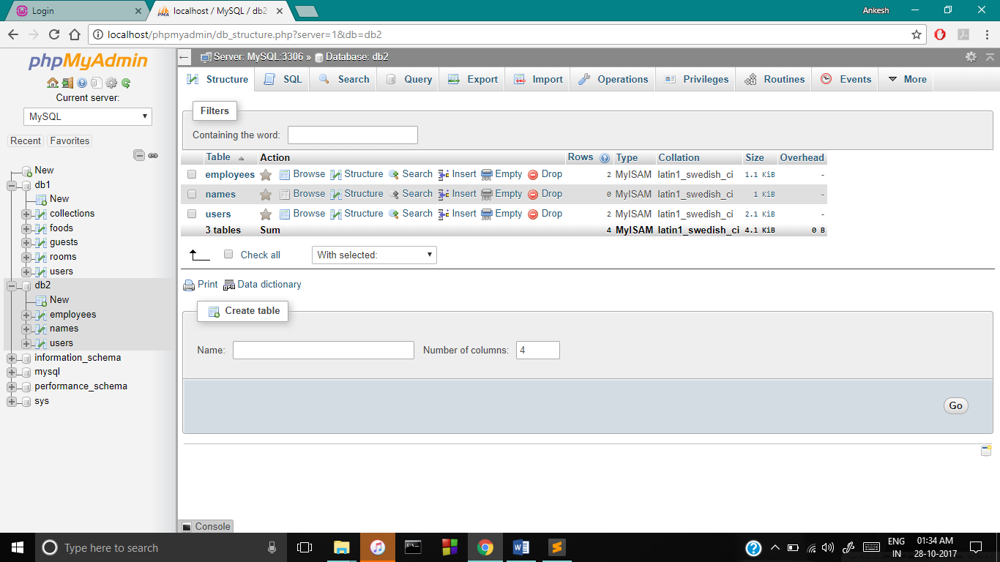 Login
localhost / MySQL / db2
Ankesh
localhost/phpmyadmin/db_structure.php?server=1&db=db2
phpMyAdmin
Current server:
MySQL
Recent Favorites
New
db1
New
collections
foods
guests
rooms
users
db2
New
employees
names
users
information_schema
mysql
performance_schema
sys
Server: MySQL:3306 » Database: db2
Structure SQL Search Query Export Import Operations Privileges Routines Events More
Filters
Containing the word:
Table Action Rows Type Collation Size Overhead
employees Browse Structure Search Insert Empty Drop 2 MyISAM latin1_swedish_ci 1.1 KiB -
names Browse Structure Search Insert Empty Drop 0 MyISAM latin1_swedish_ci 1 KiB -
users Browse Structure Search Insert Empty Drop 2 MyISAM latin1_swedish_ci 2.1 KiB -
3 tables Sum 4 MyISAM latin1_swedish_ci 4.1 KiB 0 B
Check all With selected:
Print Data dictionary
Create table
Name: Number of columns: 4
Go
Console
Type here to search
ENG 01:34 AM
IN 28-10-2017